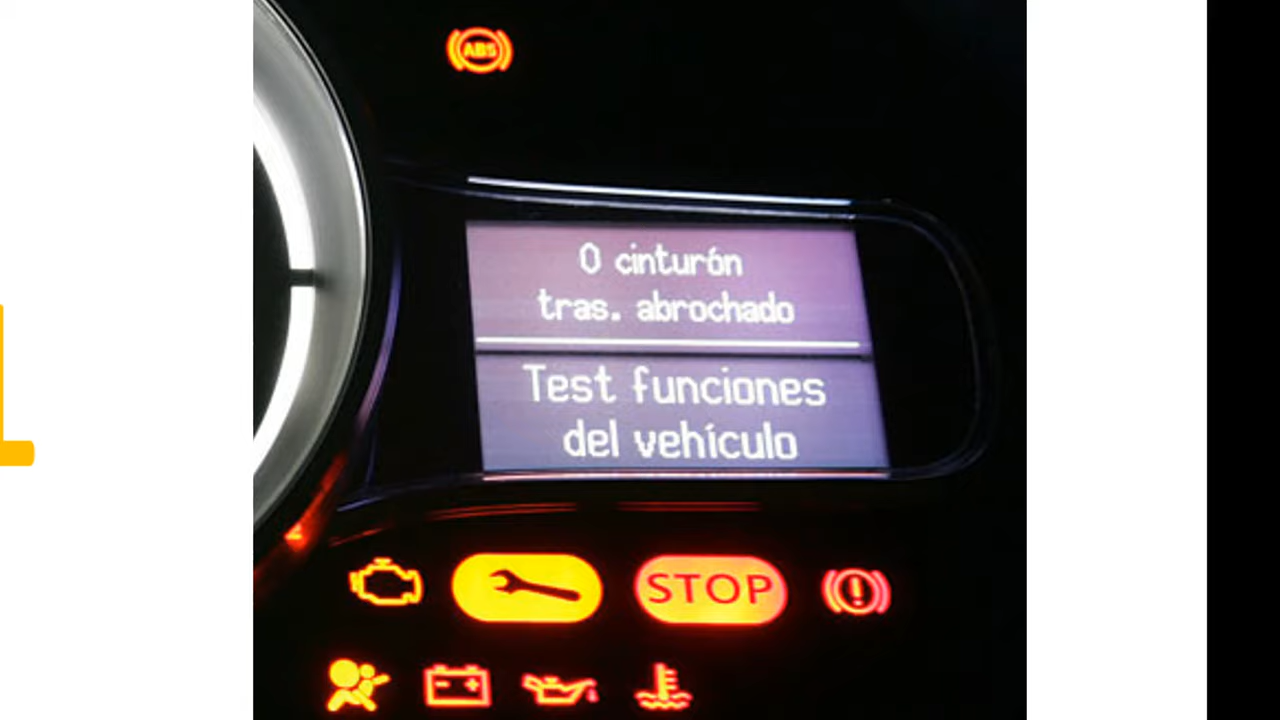 ABS
0 cinturón
tras. abrochado
Test funciones
del vehículo
STOP